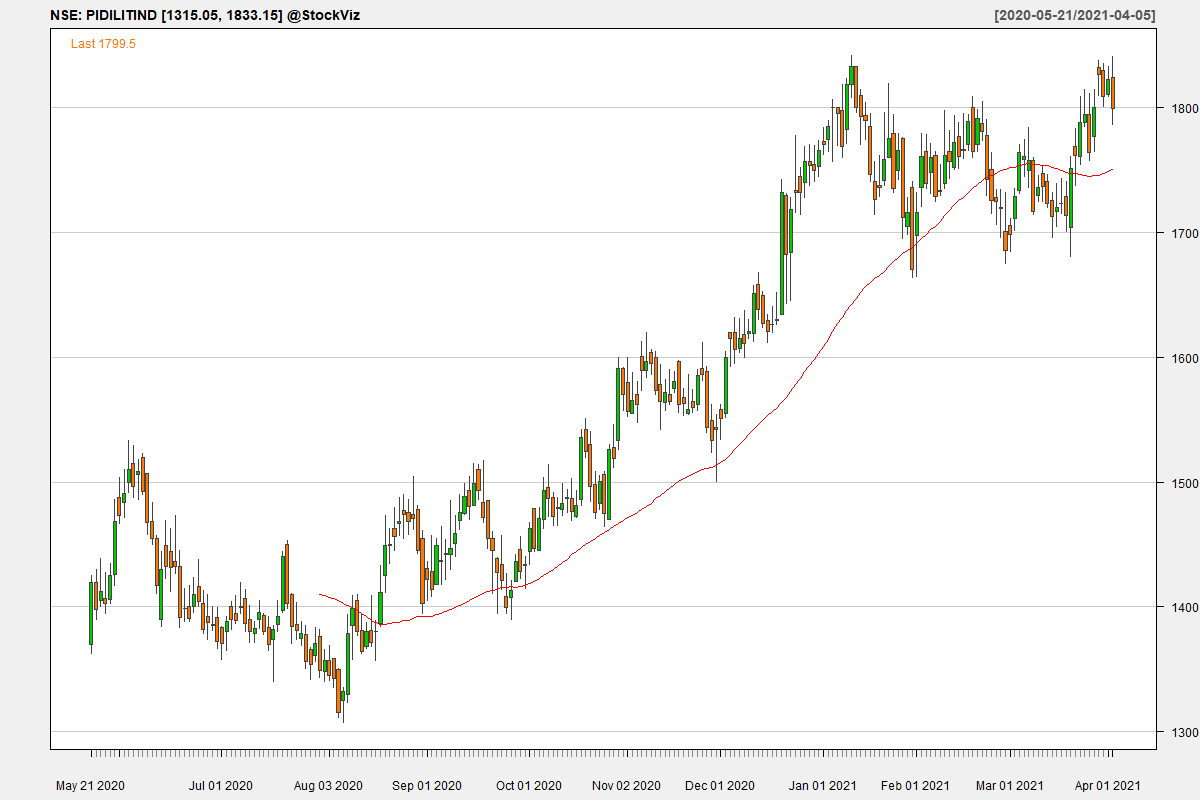 NSE: PIDILITIND [1315.05, 1833.15] @StockViz
[2020-05-21/2021-04-05]
Last 1799.5
1800
1700
1600
1500
1400
1300
May 21 2020
Jul 01 2020
Aug 03 2020
Sep 01 2020
Oct 01 2020
Nov 02 2020
Dec 01 2020
Jan 01 2021
Feb 01 2021
Mar 01 2021
Apr 01 2021